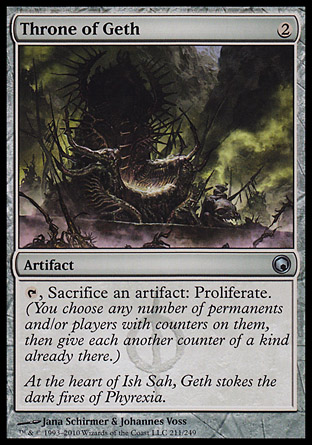 Throne of Geth 2
Artifact
, Sacrifice an artifact: Proliferate.
(You choose any number of permanents
and/or players with counters on them,
then give each another counter of a kind
already there.)
At the heart of Ish Sah, Geth stokes the
dark fires of Phyrexia.
Jana Schirmer & Johannes Voss
™ & © 1993–2010 Wizards of the Coast LLC 211/249